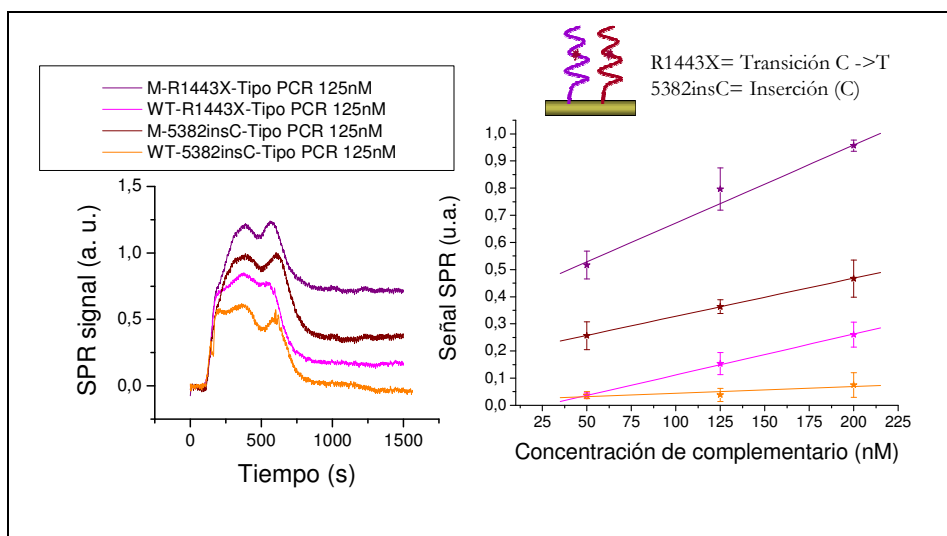 M-R1443X-Tipo PCR 125nM
WT-R1443X-Tipo PCR 125nM
M-5382insC-Tipo PCR 125nM
WT-5382insC-Tipo PCR 125nM
1,5
1,0
0,5
0,0
SPR signal (a. u.)
0 500 1000 1500
Tiempo (s)
R1443X= Transición C ->T
5382insC= Inserción (C)
1,0
0,9
0,8
0,7
0,6
0,5
0,4
0,3
0,2
0,1
0,0
Señal SPR (u.a.)
25 50 75 100 125 150 175 200 225
Concentración de complementario (nM)